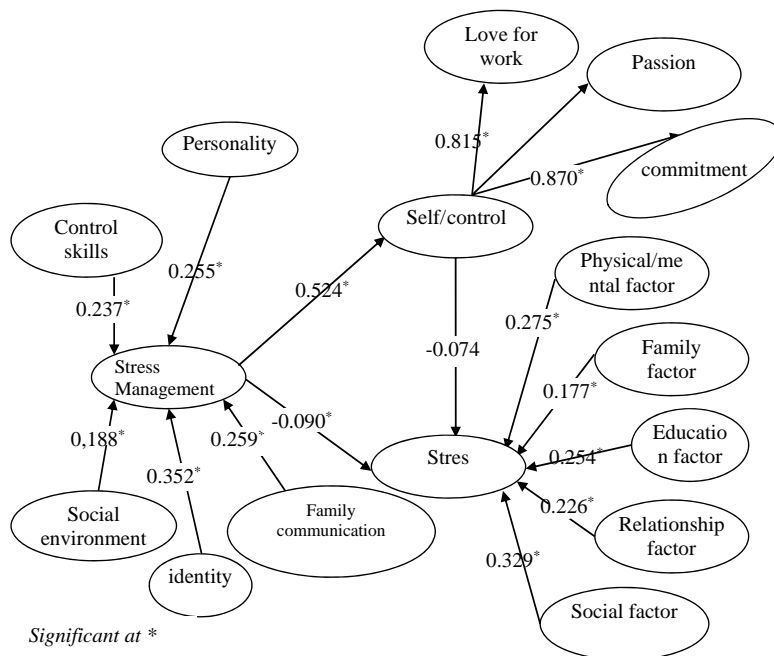 Love for
work
Passion
0.815*
Personality
0.870*
commitment
Self/control
Control
skills
Physical/me
ntal factor
0.255*
0.524*
0.237*
0.275*
-0.074
Family
factor
Stress
Management
0.177*
-0.090*
0,188*
0.259*
Educatio
n factor
Stres
0.254*
0.352*
Social
environment
Family
communication
0.226*
Relationship
factor
0.329*
identity
Social factor
Significant at *